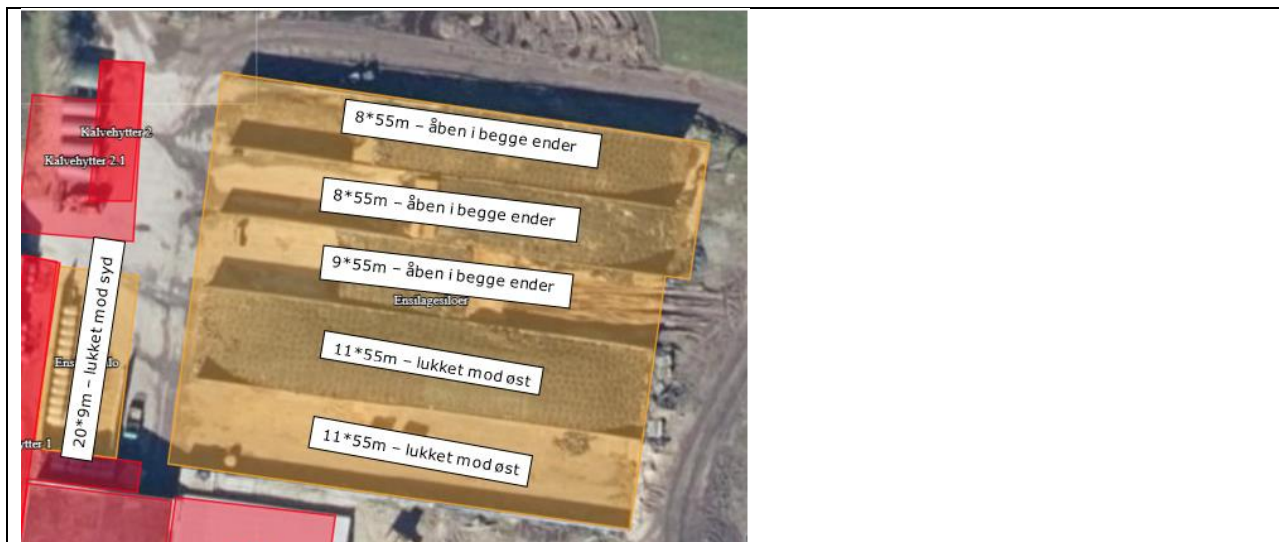 8*55m – åben i begge ender
Kalvehytter 2
Kalvehytter 2.1
8*55m – åben i begge ender
9*55m – åben i begge ender
Ensilagesiloer
20*9m – lukket mod syd
11*55m – lukket mod øst
11*55m – lukket mod øst